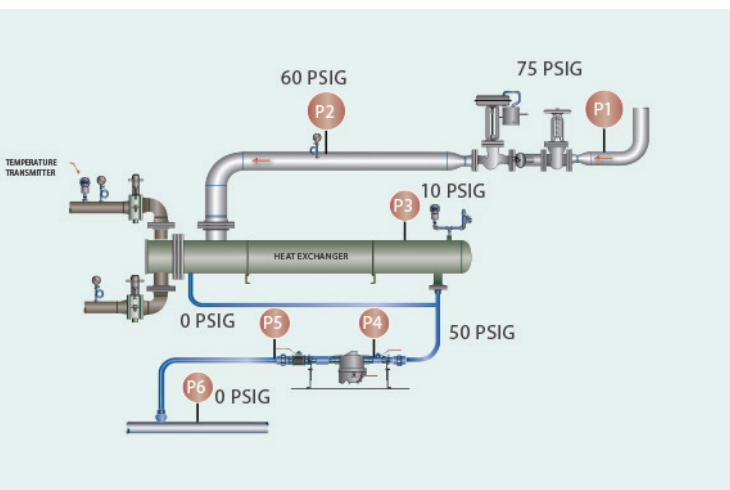 75 PSIG
60 PSIG
P2
P1
TEMPERATURE
TRANSMITTER
10 PSIG
P3
HEAT EXCHANGER
0 PSIG
P5
P4
50 PSIG
P6
0 PSIG